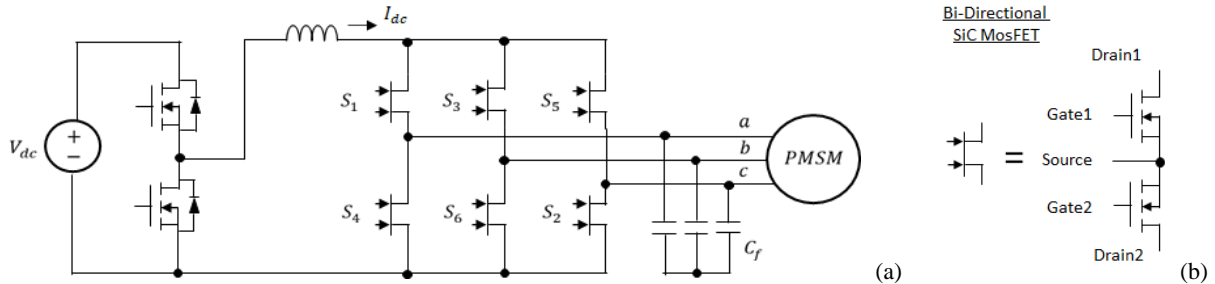 I_dc
V_dc
+
−
S_1
S_3
S_5
S_4
S_6
S_2
a
b
c
PMSM
C_f
(a)
Bi-Directional
SiC MosFET
Drain1
Gate1
=
Source
Gate2
Drain2
(b)